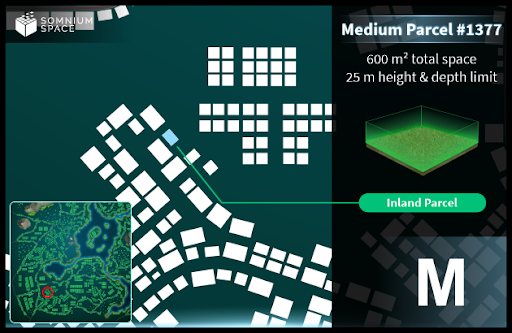 SOMNIUM
SPACE
Medium Parcel #1377
600 m² total space
25 m height & depth limit
Inland Parcel
M